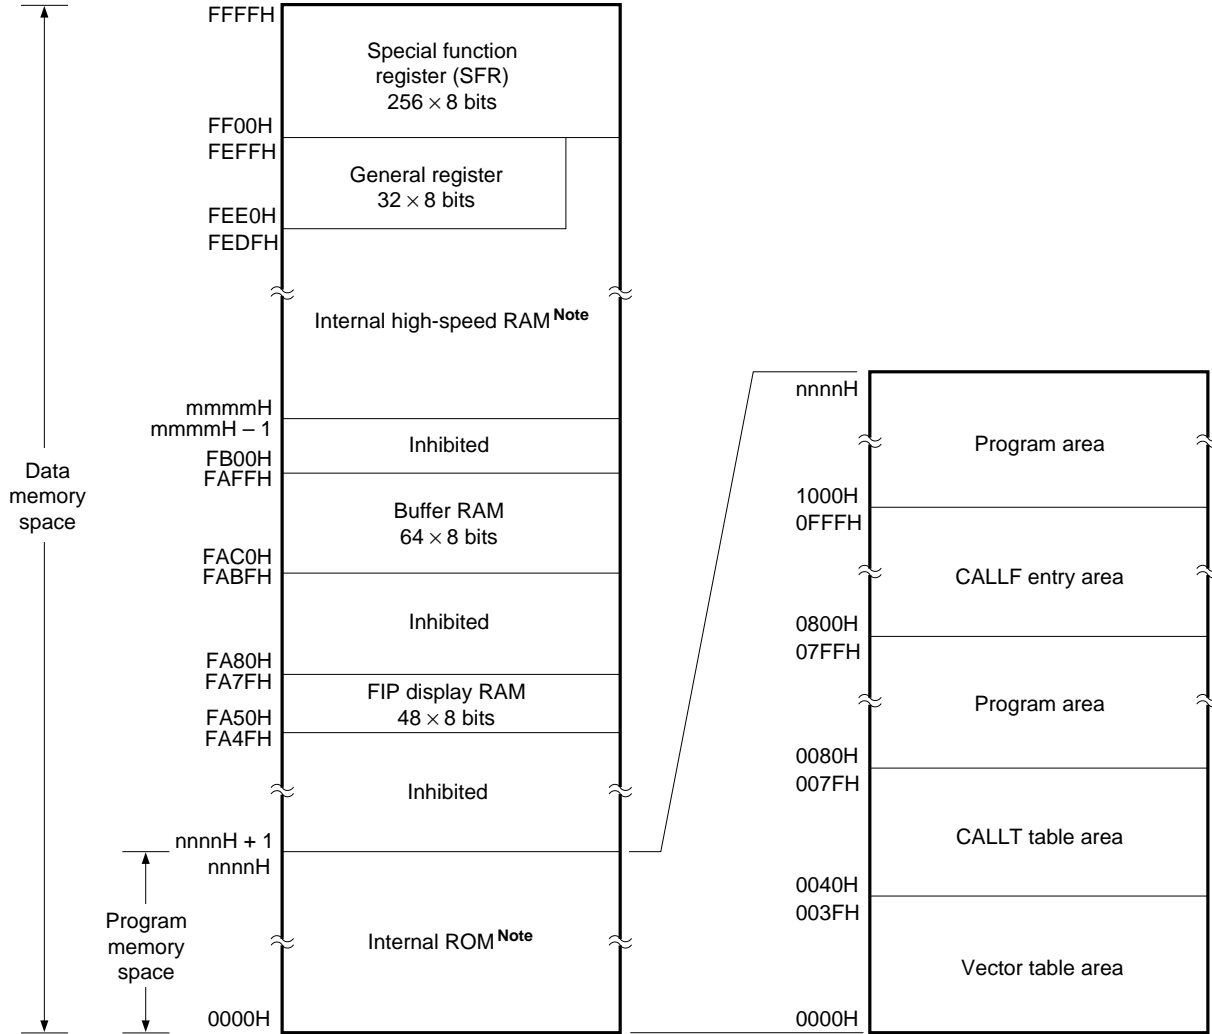 FFFFH
Special function
register (SFR)
256 × 8 bits
FF00H
FEFFH
General register
32 × 8 bits
FEE0H
FEDFH
Internal high-speed RAM Note
mmmmH
mmmmH – 1
Inhibited
FB00H
FAFFH
Buffer RAM
64 × 8 bits
FAC0H
FABFH
Inhibited
FA80H
FA7FH
FIP display RAM
48 × 8 bits
FA50H
FA4FH
Inhibited
nnnnH + 1
nnnnH
Internal ROM Note
0000H
Data
memory
space
Program
memory
space
nnnnH
Program area
1000H
0FFFH
CALLF entry area
0800H
07FFH
Program area
0080H
007FH
CALLT table area
0040H
003FH
Vector table area
0000H